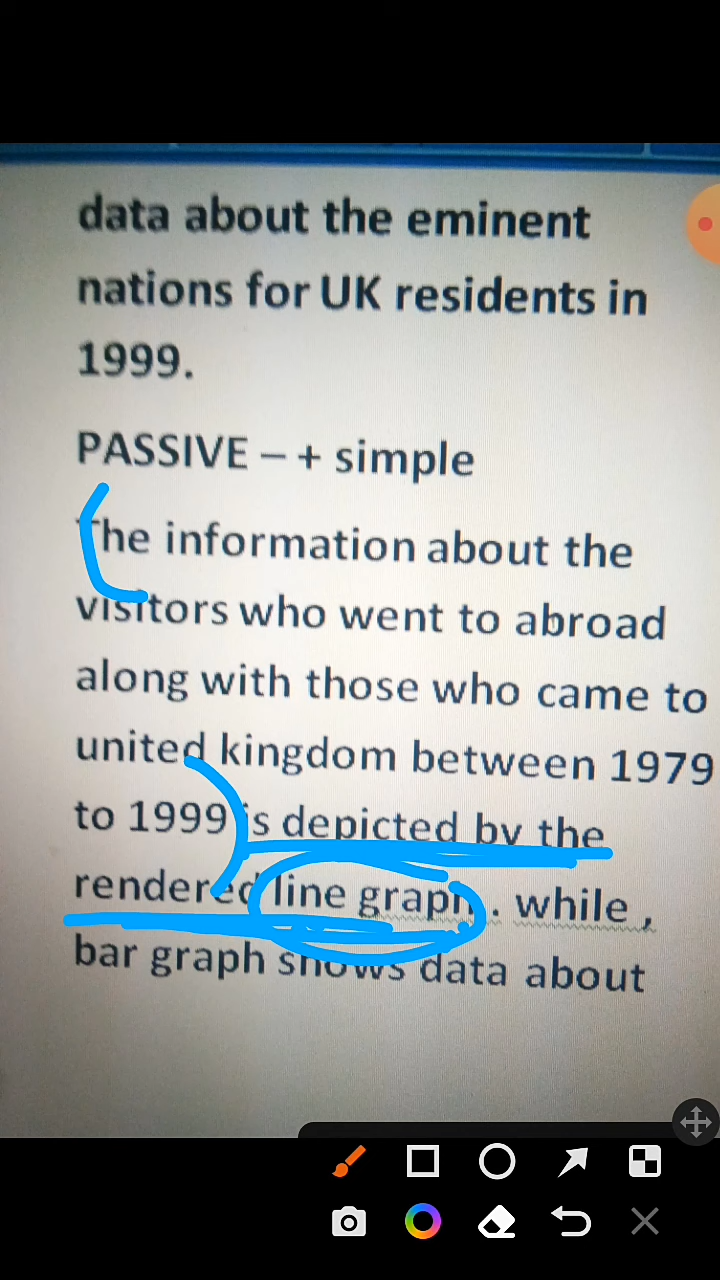 data about the eminent
nations for UK residents in
1999.
PASSIVE – + simple
The information about the
visitors who went to abroad
along with those who came to
united kingdom between 1979
to 1999 is depicted by the
rendered line graph . while ,
bar graph shows data about